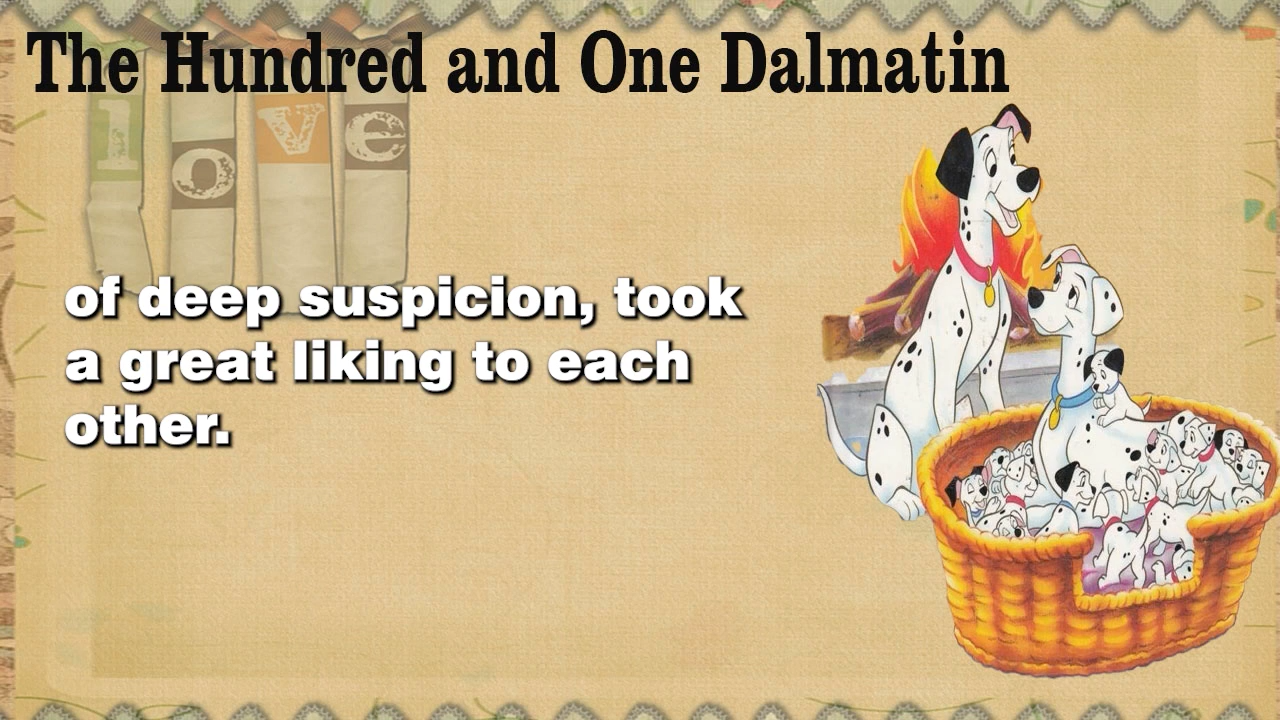 The Hundred and One Dalmatin
love
of deep suspicion, took
a great liking to each
other.